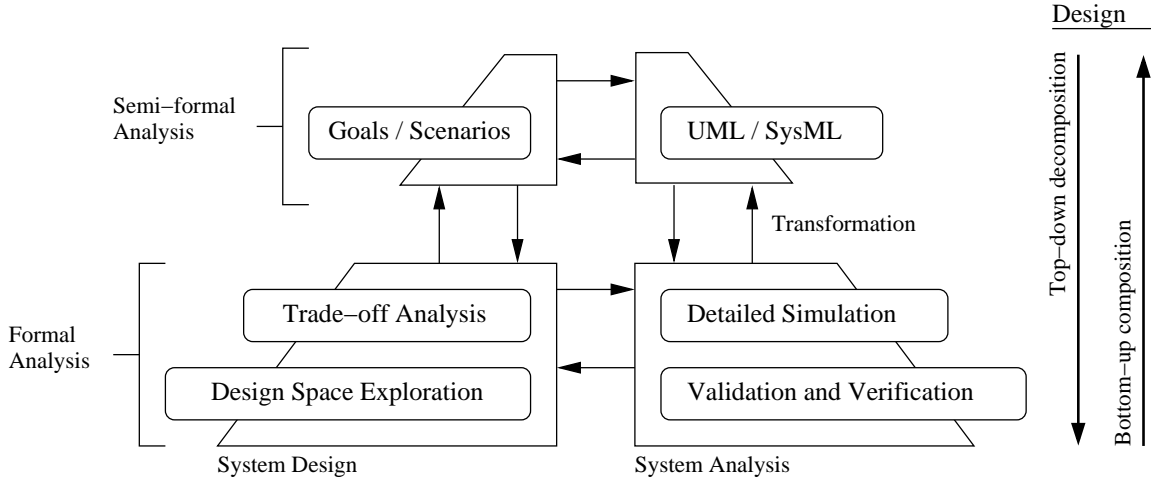 Design
Semi−formal
Analysis
Goals / Scenarios
UML / SysML
Top−down decomposition
Transformation
Bottom−up composition
Formal
Analysis
Trade−off Analysis
Detailed Simulation
Design Space Exploration
Validation and Verification
System Design
System Analysis